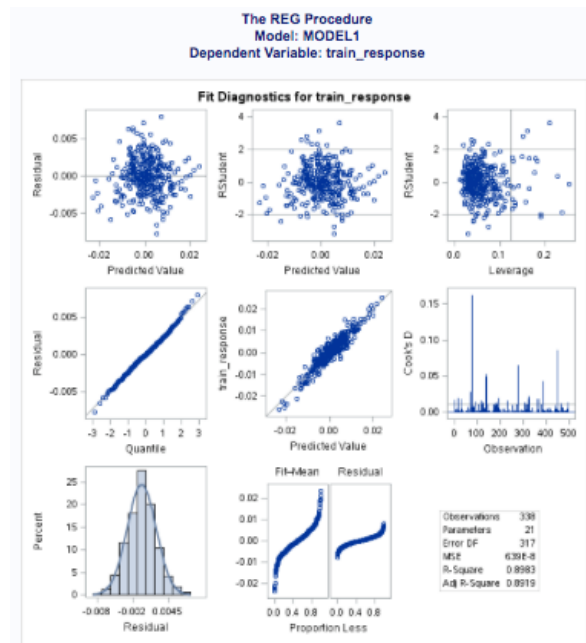 The REG Procedure
Model: MODEL1
Dependent Variable: train_response
Fit Diagnostics for train_response
Residual
0.005
0.000
-0.005
-0.02 0.00 0.02
Predicted Value
RStudent
4
2
0
-2
-0.02 0.00 0.02
Predicted Value
RStudent
4
2
0
-2
0.0 0.1 0.2
Leverage
Residual
0.005
0.000
-0.005
-3 -2 -1 0 1 2 3
Quantile
train_response
0.02
0.01
0.00
-0.01
-0.02
0.00 0.02
Predicted Value
Cook's D
0.15
0.10
0.05
0.00
0 100 200 300 400 500
Observation
Percent
25
20
15
10
5
0
-0.008 -0.002 0.0045
Residual
Fit–Mean Residual
0.02
0.01
0.00
-0.01
-0.02
0.0 0.4 0.8 0.0 0.4 0.8
Proportion Less
Observations 338
Parameters 21
Error DF 317
MSE 639E-8
R-Square 0.8983
Adj R-Square 0.8919